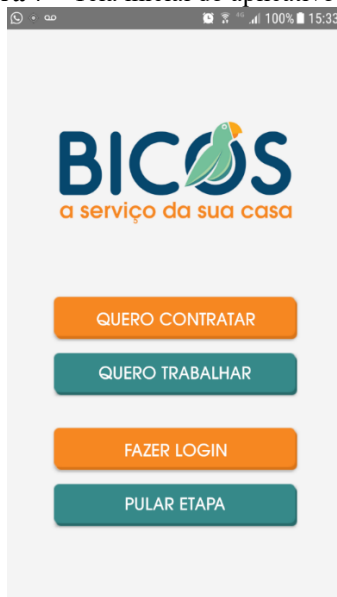 100% 15:33
BICOS
a serviço da sua casa
QUERO CONTRATAR
QUERO TRABALHAR
FAZER LOGIN
PULAR ETAPA